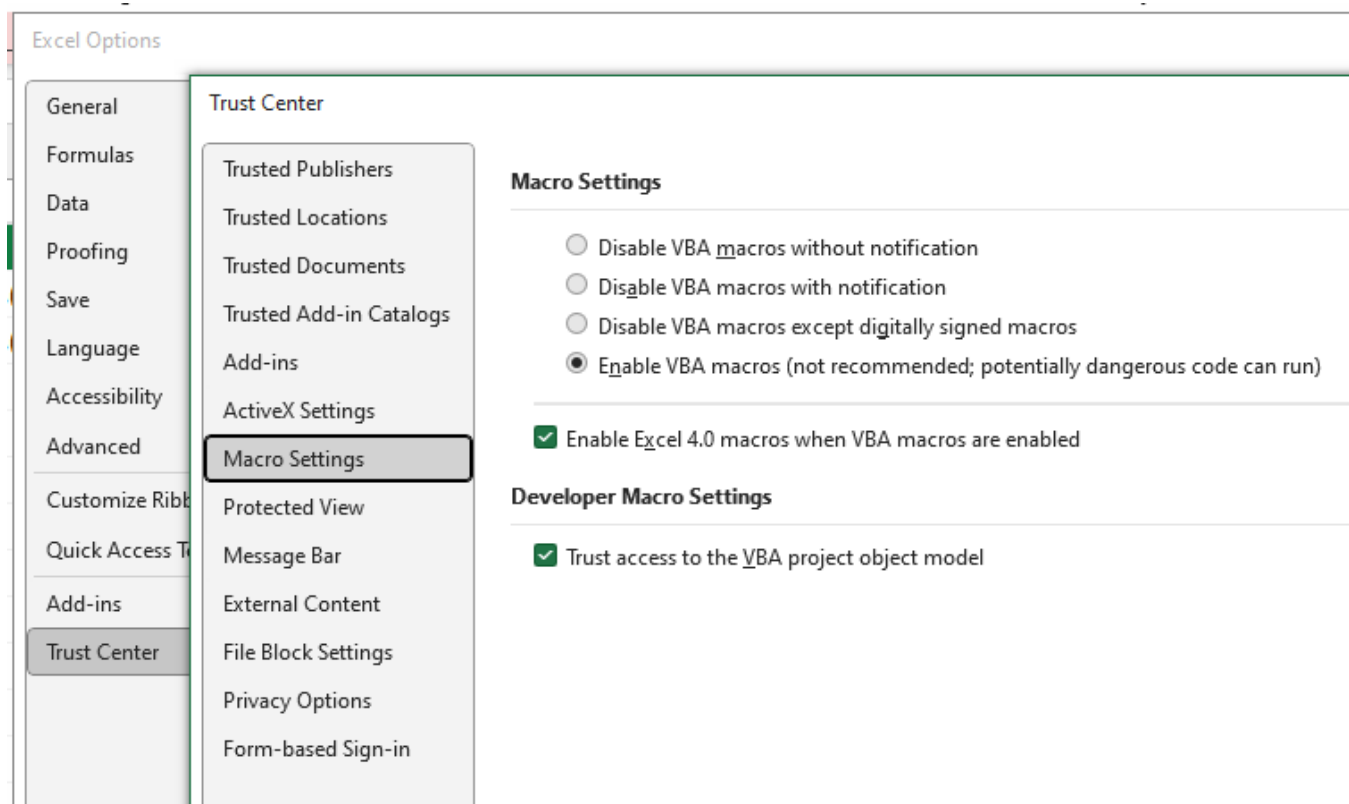 Excel Options
General
Formulas
Data
Proofing
Save
Language
Accessibility
Advanced
Customize Ribb
Quick Access T
Add-ins
Trust Center
Trust Center
Trusted Publishers
Trusted Locations
Trusted Documents
Trusted Add-in Catalogs
Add-ins
ActiveX Settings
Macro Settings
Protected View
Message Bar
External Content
File Block Settings
Privacy Options
Form-based Sign-in
Macro Settings
Disable VBA macros without notification
Disable VBA macros with notification
Disable VBA macros except digitally signed macros
Enable VBA macros (not recommended; potentially dangerous code can run)
Enable Excel 4.0 macros when VBA macros are enabled
Developer Macro Settings
Trust access to the VBA project object model